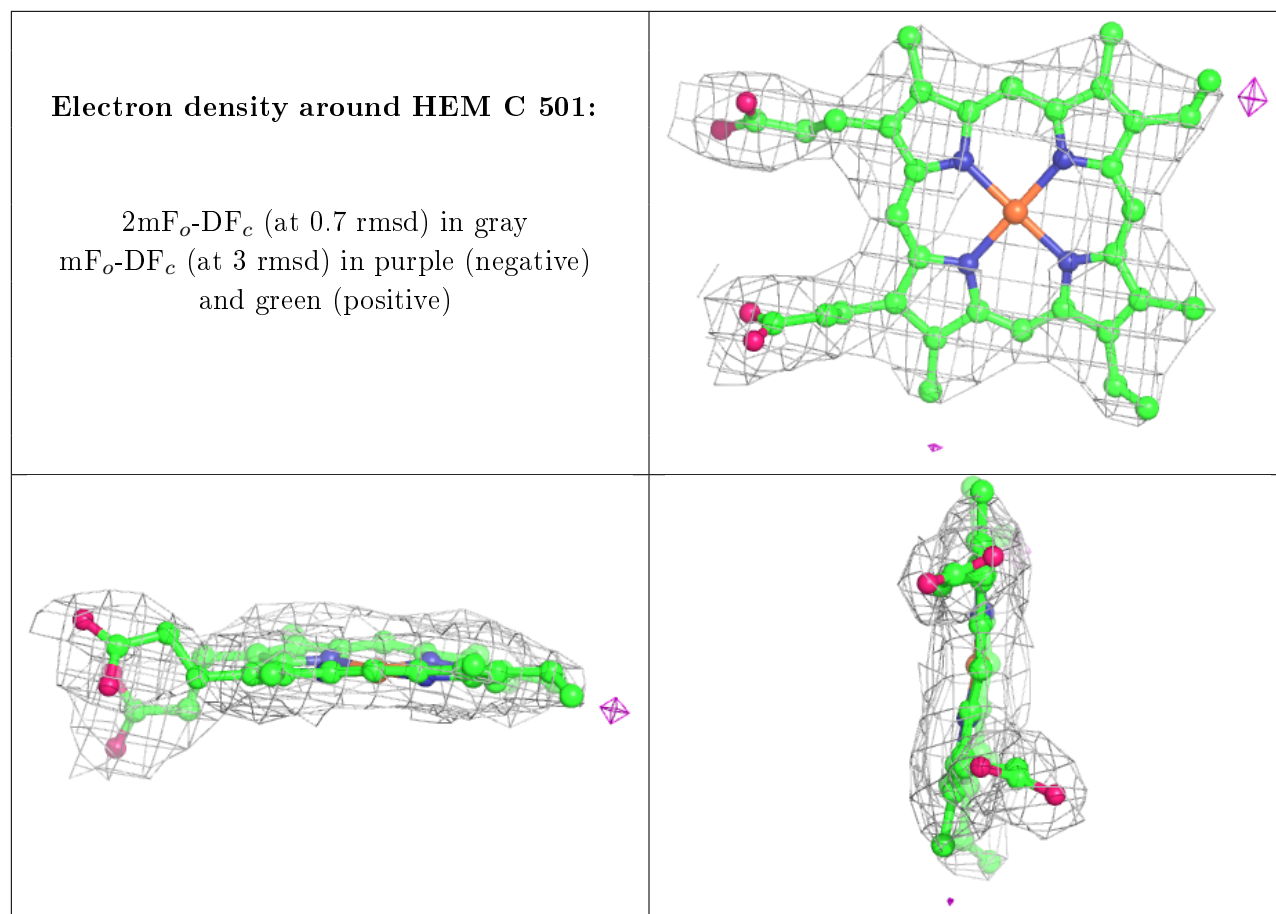 Electron density around HEM C 501:
2mFo-DFc (at 0.7 rmsd) in gray
mFo-DFc (at 3 rmsd) in purple (negative)
and green (positive)